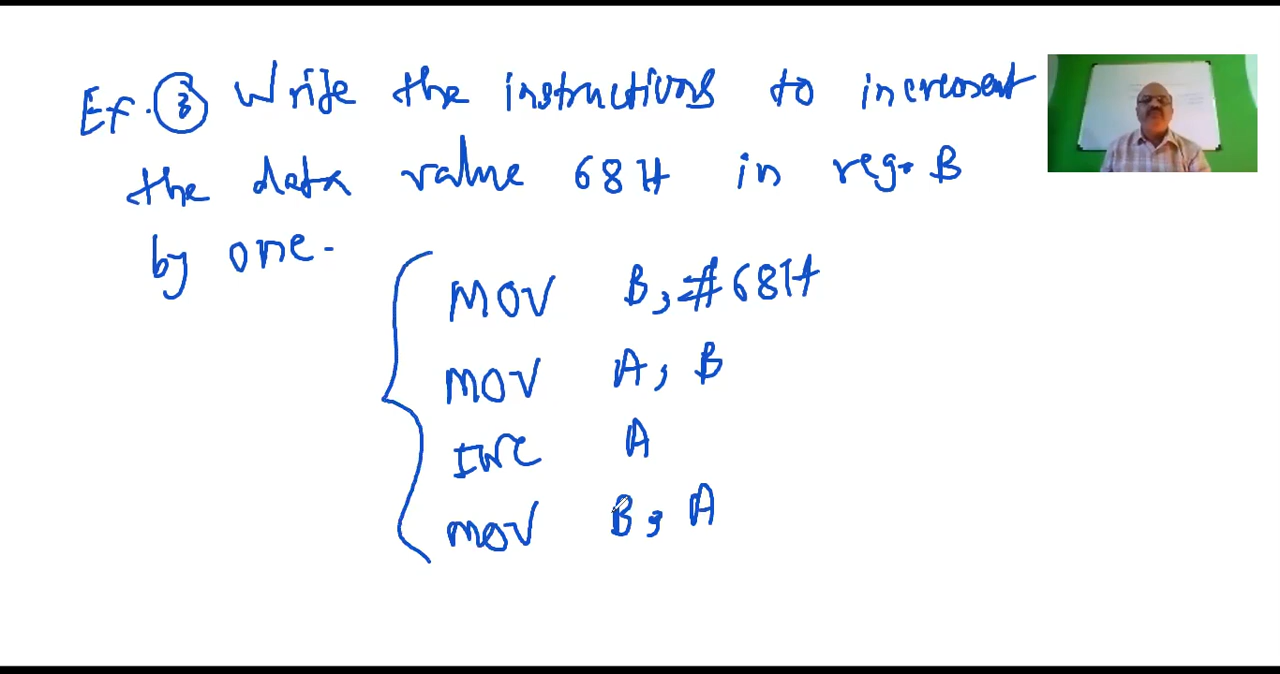 Ex. 3 Write the instructions to increment
the data value 68H in reg. B
by one.
MOV B, #68H
MOV A, B
INC A
MOV B, A